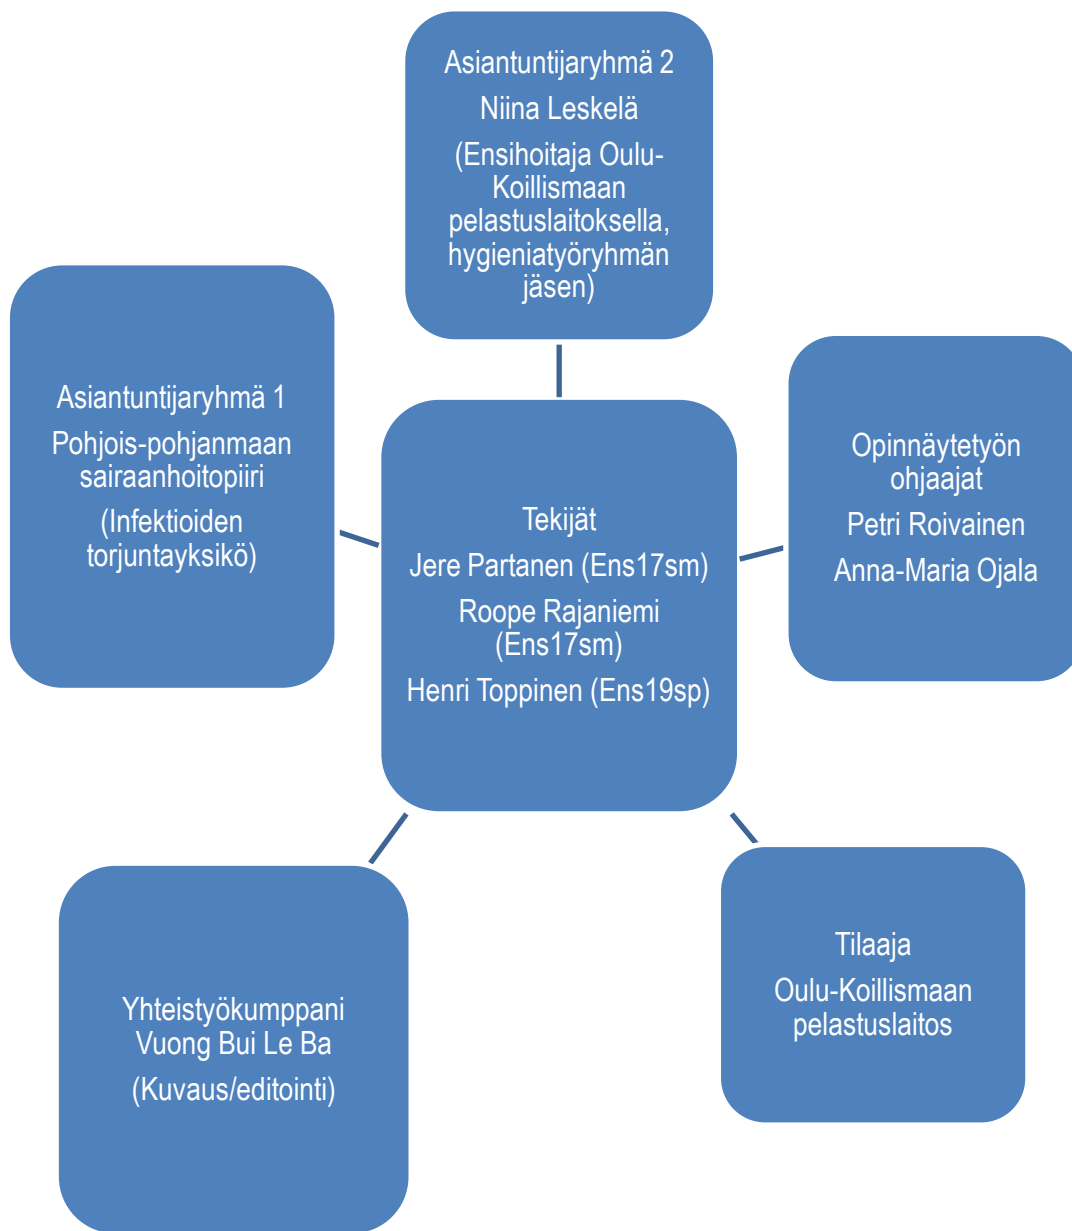 Asiantuntijaryhmä 2
Niina Leskelä
(Ensihoitaja Oulu-
Koillismaan
pelastuslaitoksella,
hygieniatyöryhmän
jäsen)
Asiantuntijaryhmä 1
Pohjois-pohjanmaan
sairaanhoitopiiri
(Infektioiden
torjuntayksikö)
Tekijät
Jere Partanen (Ens17sm)
Roope Rajaniemi
(Ens17sm)
Henri Toppinen (Ens19sp)
Opinnäytetyön
ohjaajat
Petri Roivainen
Anna-Maria Ojala
Yhteistyökumppani
Vuong Bui Le Ba
(Kuvaus/editointi)
Tilaaja
Oulu-Koillismaan
pelastuslaitos